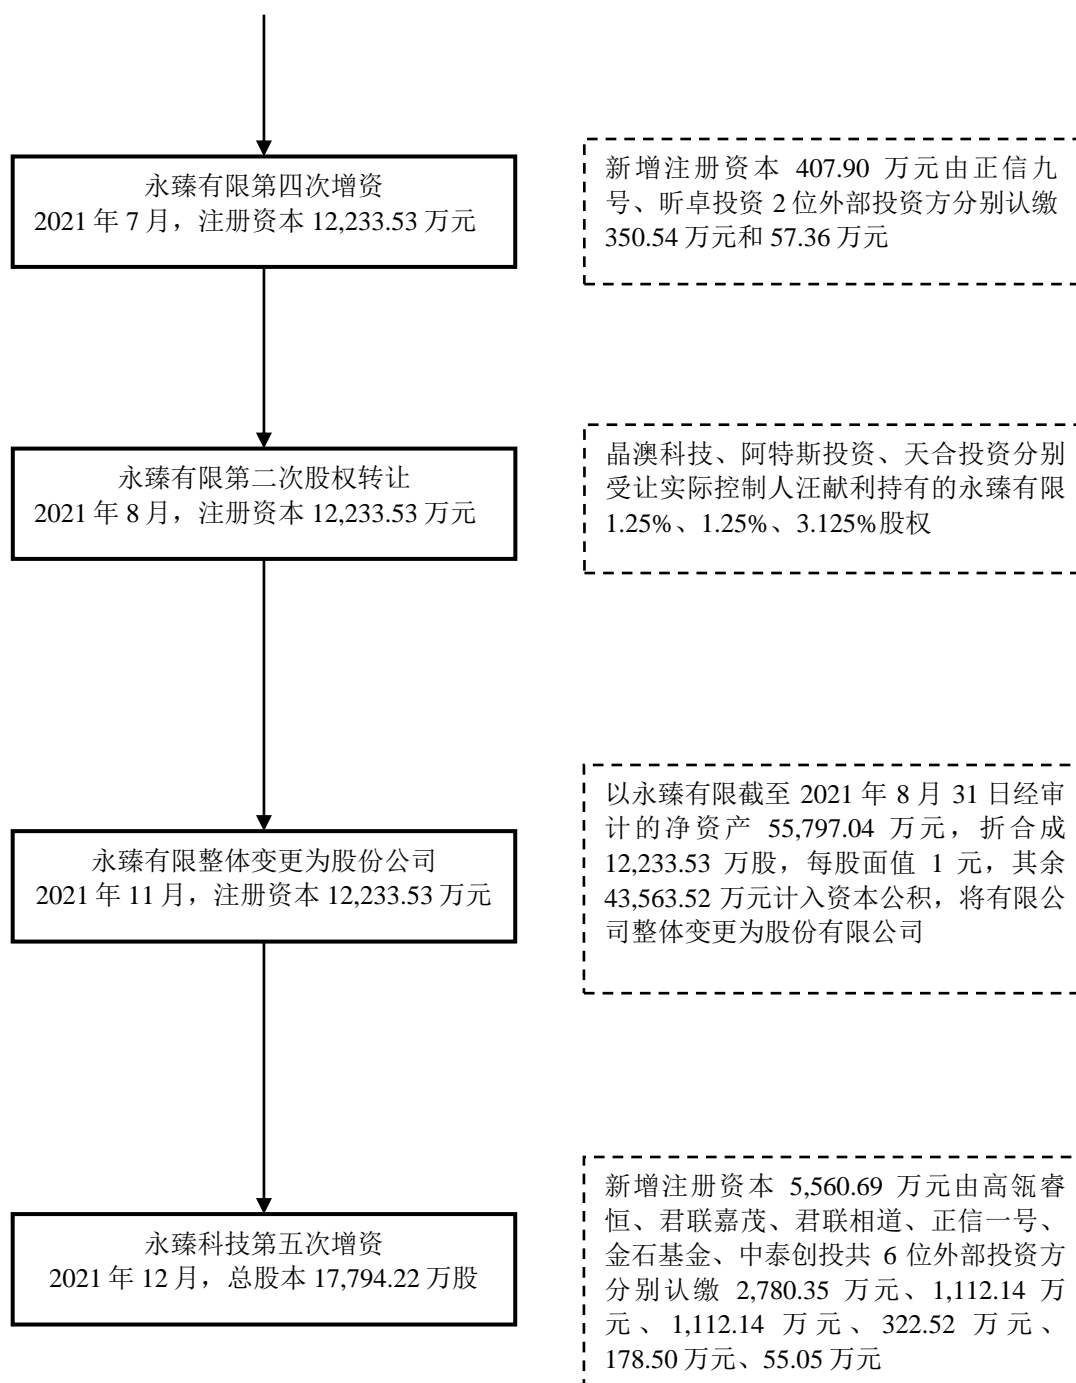 永臻有限第四次增资
2021 年 7 月，注册资本 12,233.53 万元
新增注册资本 407.90 万元由正信九
号、昕卓投资 2 位外部投资方分别认缴
350.54 万元和 57.36 万元
永臻有限第二次股权转让
2021 年 8 月，注册资本 12,233.53 万元
晶澳科技、阿特斯投资、天合投资分别
受让实际控制人汪献利持有的永臻有限
1.25%、1.25%、3.125%股权
永臻有限整体变更为股份公司
2021 年 11 月，注册资本 12,233.53 万元
以永臻有限截至 2021 年 8 月 31 日经审
计的净资产 55,797.04 万元，折合成
12,233.53 万股，每股面值 1 元，其余
43,563.52 万元计入资本公积，将有限公
司整体变更为股份有限公司
永臻科技第五次增资
2021 年 12 月，总股本 17,794.22 万股
新增注册资本 5,560.69 万元由高瓴睿
恒、君联嘉茂、君联相道、正信一号、
金石基金、中泰创投共 6 位外部投资方
分别认缴 2,780.35 万元、1,112.14 万
元、1,112.14 万元、322.52 万元、
178.50 万元、55.05 万元